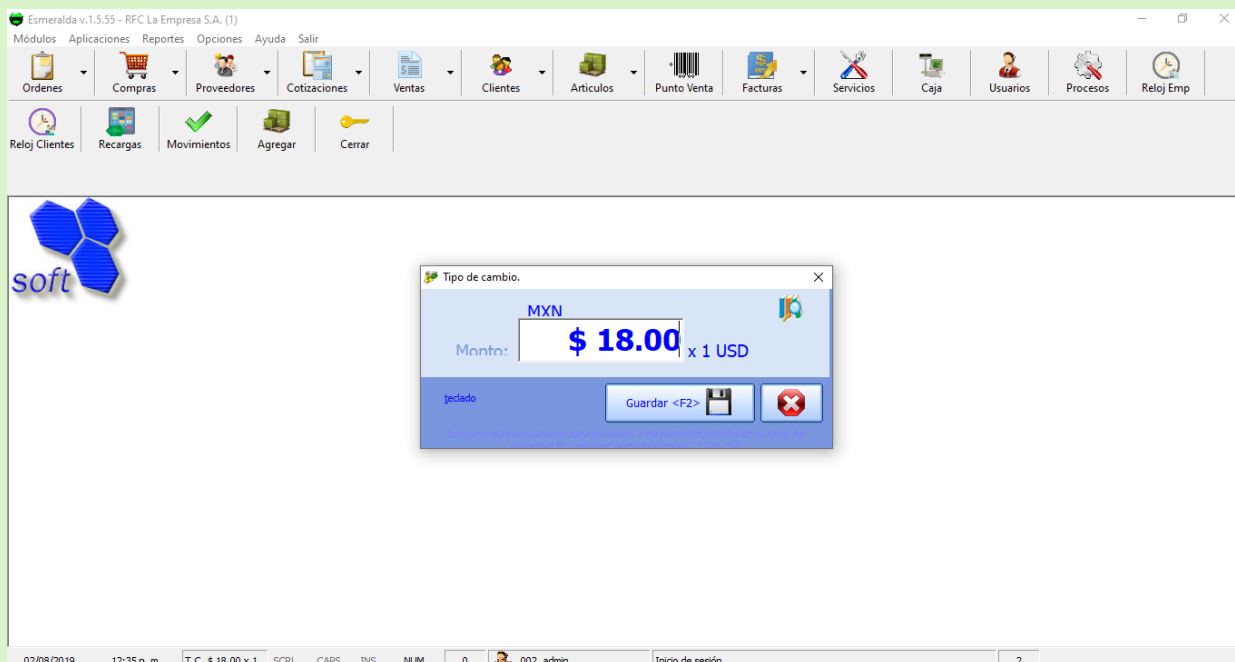 Esmeralda v.1.5.55 - RFC La Empresa S.A. (1)
Módulos Aplicaciones Reportes Opciones Ayuda Salir
Ordenes Compras Proveedores Cotizaciones Ventas Clientes Articulos Punto Venta Facturas Servicios Caja Usuarios Procesos Reloj Emp
Reloj Clientes Recargas Movimientos Agregar Cerrar
soft
Tipo de cambio.
MXN
Monto: $ 18.00 x 1 USD
teclado Guardar <F2>
02/08/2019 12:35 p. m. T.C. $ 18.00 x 1 SCRL CAPS INS NUM 0 002 admin Inicio de sesión 2